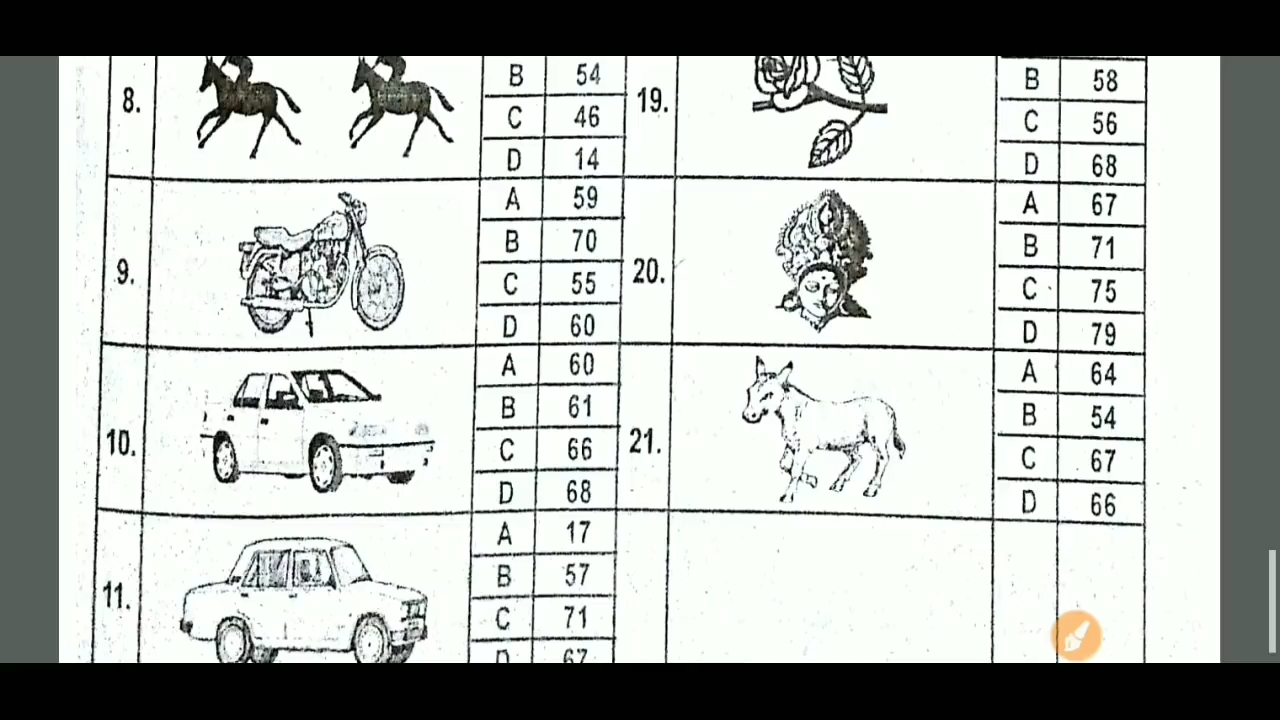 8.
B 54
C 46
D 14
9.
A 59
B 70
C 55
D 60
10.
A 60
B 61
C 66
D 68
11.
A 17
B 57
C 71
D 67
19.
B 58
C 56
D 68
20.
A 67
B 71
C 75
D 79
21.
A 64
B 54
C 67
D 66